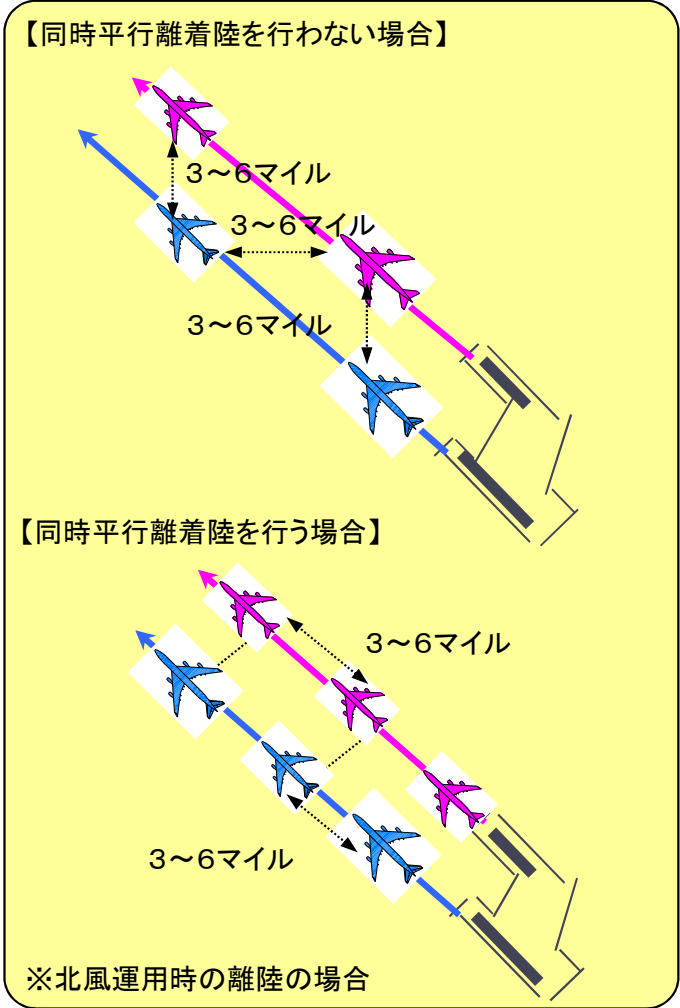 【同時平行離着陸を行わない場合】
３～６マイル
３～６マイル
３～６マイル
【同時平行離着陸を行う場合】
３～６マイル
３～６マイル
※北風運用時の離陸の場合